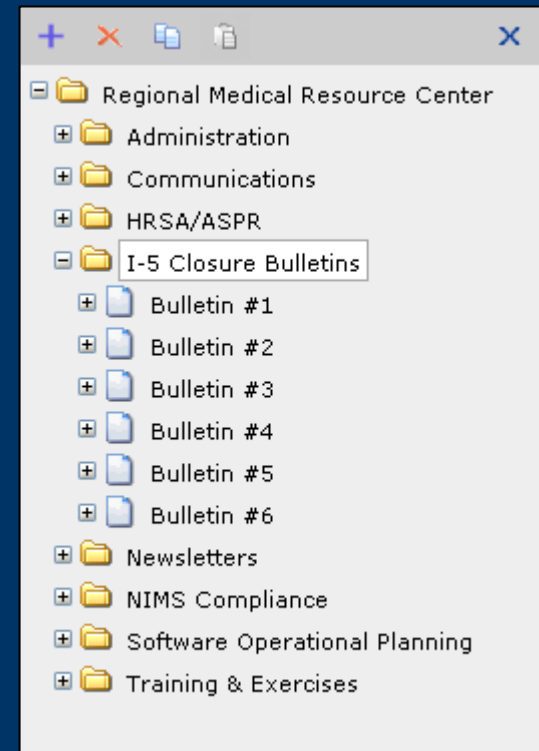 Regional Medical Resource Center
Administration
Communications
HRSA/ASPR
I-5 Closure Bulletins
Bulletin #1
Bulletin #2
Bulletin #3
Bulletin #4
Bulletin #5
Bulletin #6
Newsletters
NIMS Compliance
Software Operational Planning
Training & Exercises